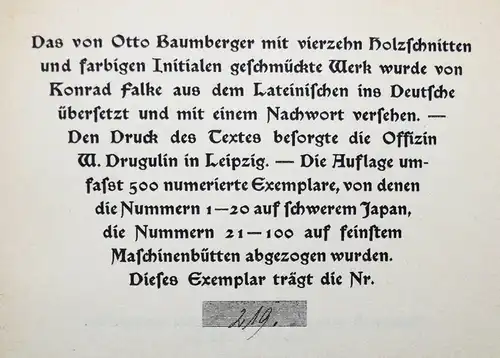 Das von Otto Baumberger mit vierzehn Holzſchnitten
und farbigen Initialen geſchmückte Werk wurde von
Konrad Falke aus dem Lateiniſchen ins Deutſche
überſetzt und mit einem Nachwort verſehen. —
Den Druck des Textes beſorgte die Offizin
W. Drugulin in Leipzig. — Die Auflage um-
faſst 500 numerierte Exemplare, von denen
die Nummern 1—20 auf ſchwerem Japan,
die Nummern 21—100 auf feinſtem
Maſchinenbütten abgezogen wurden.
Dieſes Exemplar trägt die Nr.
219.